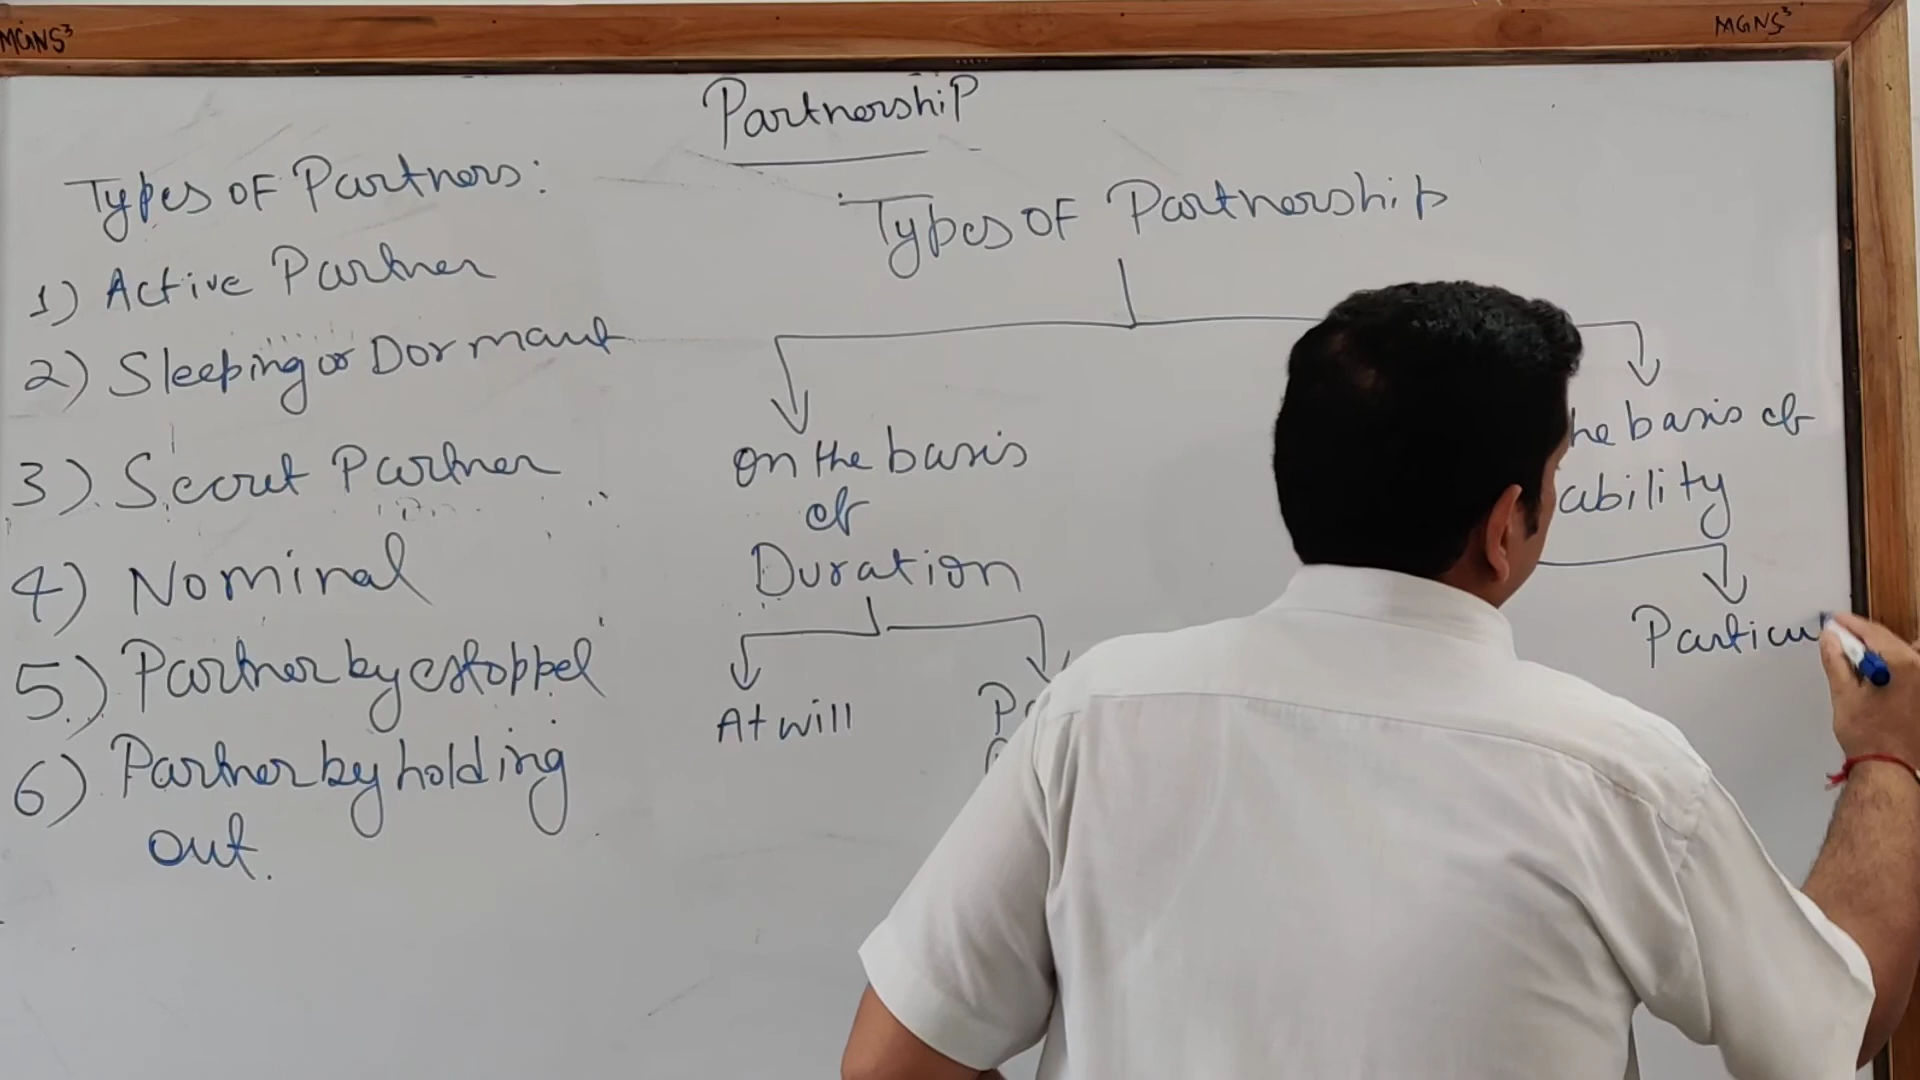 MGNS³
MGNS³
Partnership
Types of Partners:
1) Active Partner
2) Sleeping or Dormant
3) Secret Partner
4) Nominal
5) Partner by estoppel
6) Partner by holding
out.
Types of Partnership
on the basis
of
Duration
At will
he basis of
ability
Particu